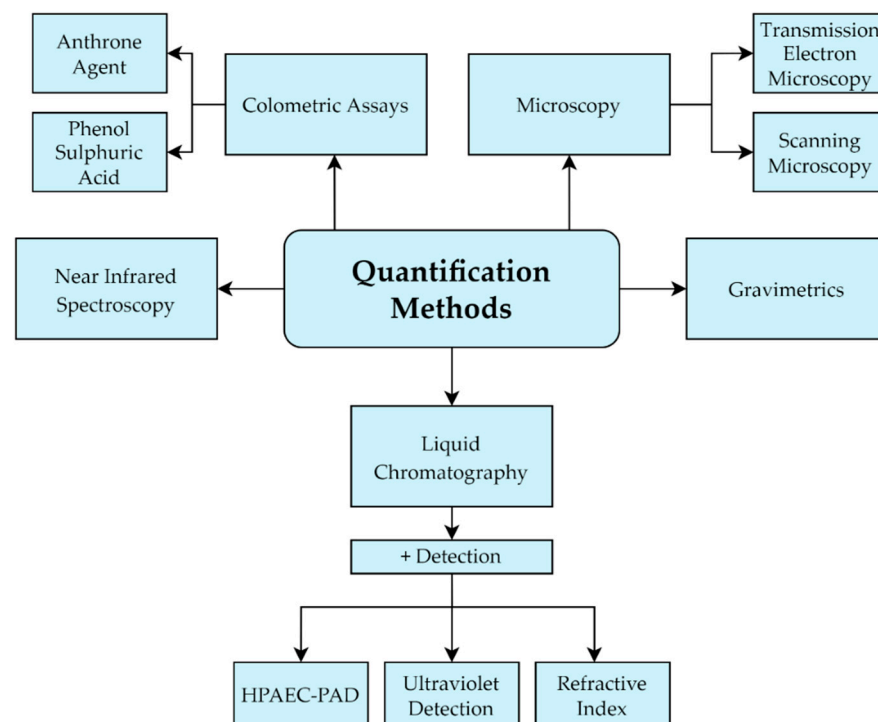 Anthrone
Agent
Colometric Assays
Microscopy
Transmission
Electron
Microscopy
Phenol
Sulphuric
Acid
Scanning
Microscopy
Near Infrared
Spectroscopy
Quantification
Methods
Gravimetrics
Liquid
Chromatography
+ Detection
HPAEC-PAD
Ultraviolet
Detection
Refractive
Index